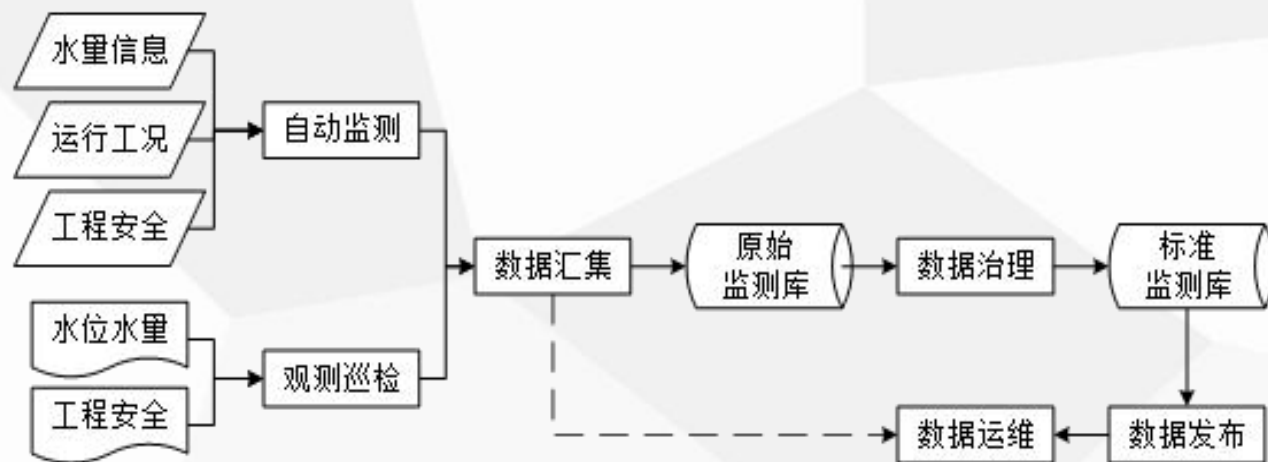 水量信息
运行工况
工程安全
自动监测
水位水量
工程安全
观测巡检
数据汇集
原始
监测库
数据治理
标准
监测库
数据运维
数据发布